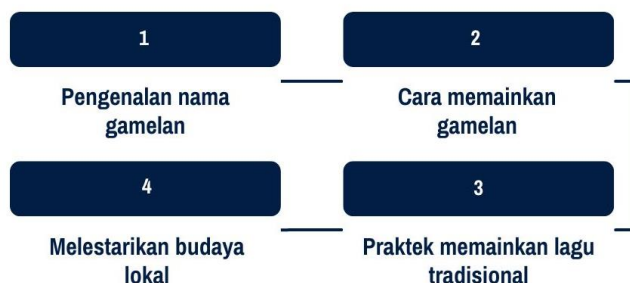 1
Pengenalan nama
gamelan
2
Cara memainkan
gamelan
3
Praktek memainkan lagu
tradisional
4
Melestarikan budaya
lokal